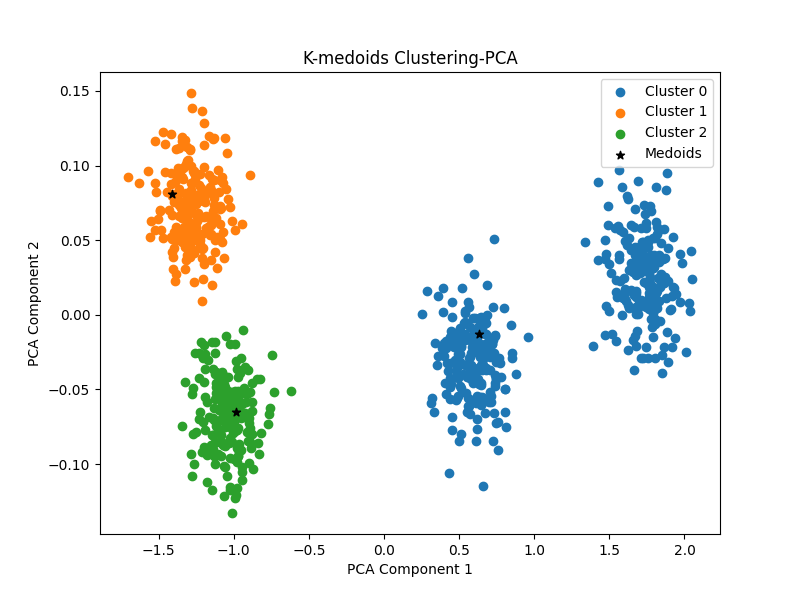 K-medoids Clustering-PCA
Cluster 0
Cluster 1
Cluster 2
Medoids
PCA Component 2
0.15
0.10
0.05
0.00
−0.05
−0.10
−1.5 −1.0 −0.5 0.0 0.5 1.0 1.5 2.0
PCA Component 1